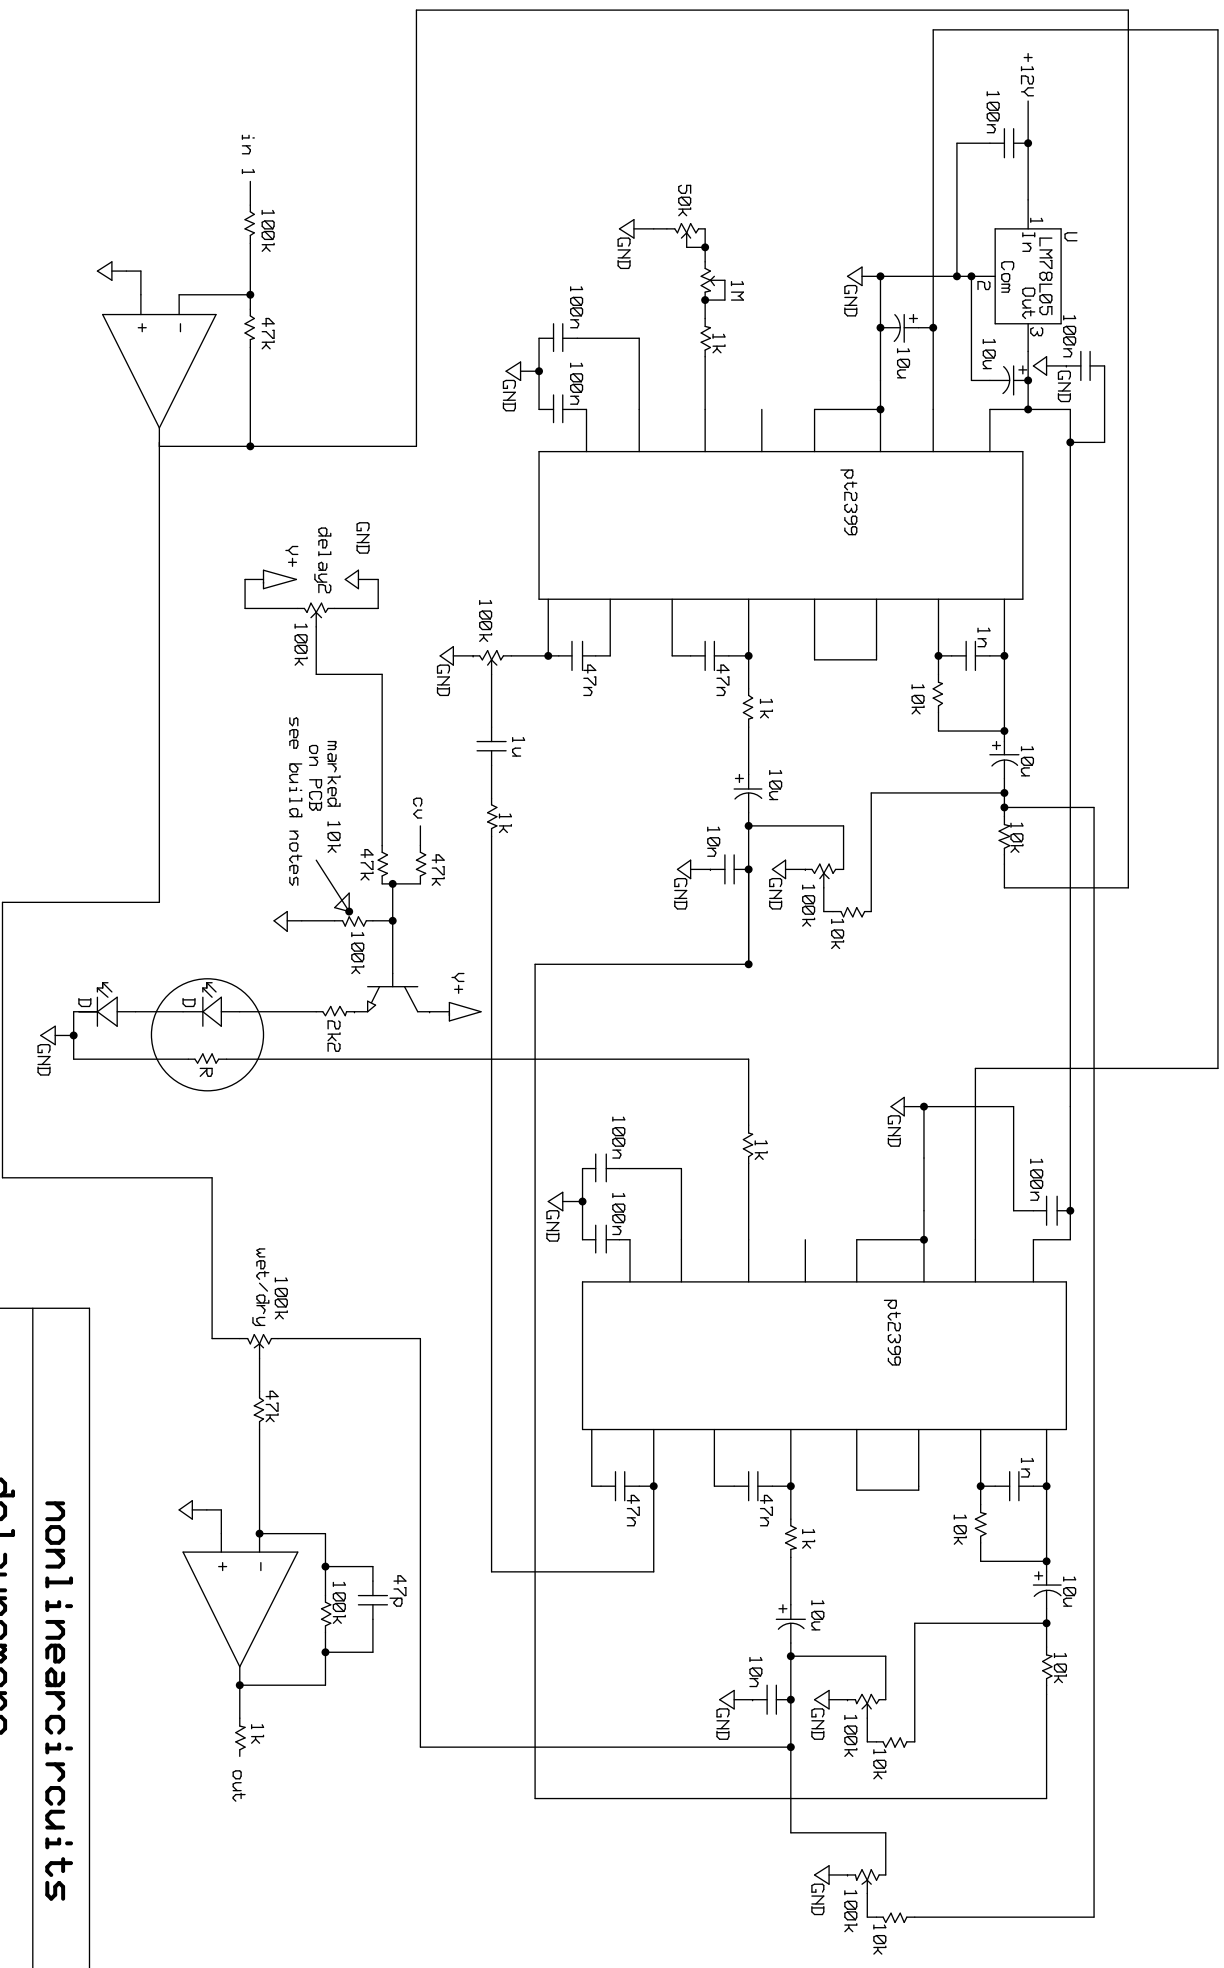 +12V
100n
U
LM78L05
1
In
Com
2
Out
3
100n
GND
10u
+
GND
10u
+
50k
GND
1M
1k
100n
100n
GND
in 1
100k
47k
-
+
pt2399
1n
10k
10u
+
10k
47n
1k
10u
+
10n
GND
GND
100k
10k
47n
100k
GND
1u
1k
GND
delay2
V+
100k
marked 10k
on PCB
see build notes
cv
47k
47k
100k
V+
2k2
D
D
R
GND
GND
100n
1k
100n
100n
GND
pt2399
1n
10k
10u
+
10k
47n
1k
10u
+
10n
GND
GND
100k
10k
47n
GND
100k
10k
100k
wet/dry
47k
-
+
47p
100k
1k
out
nonlinearcircuits